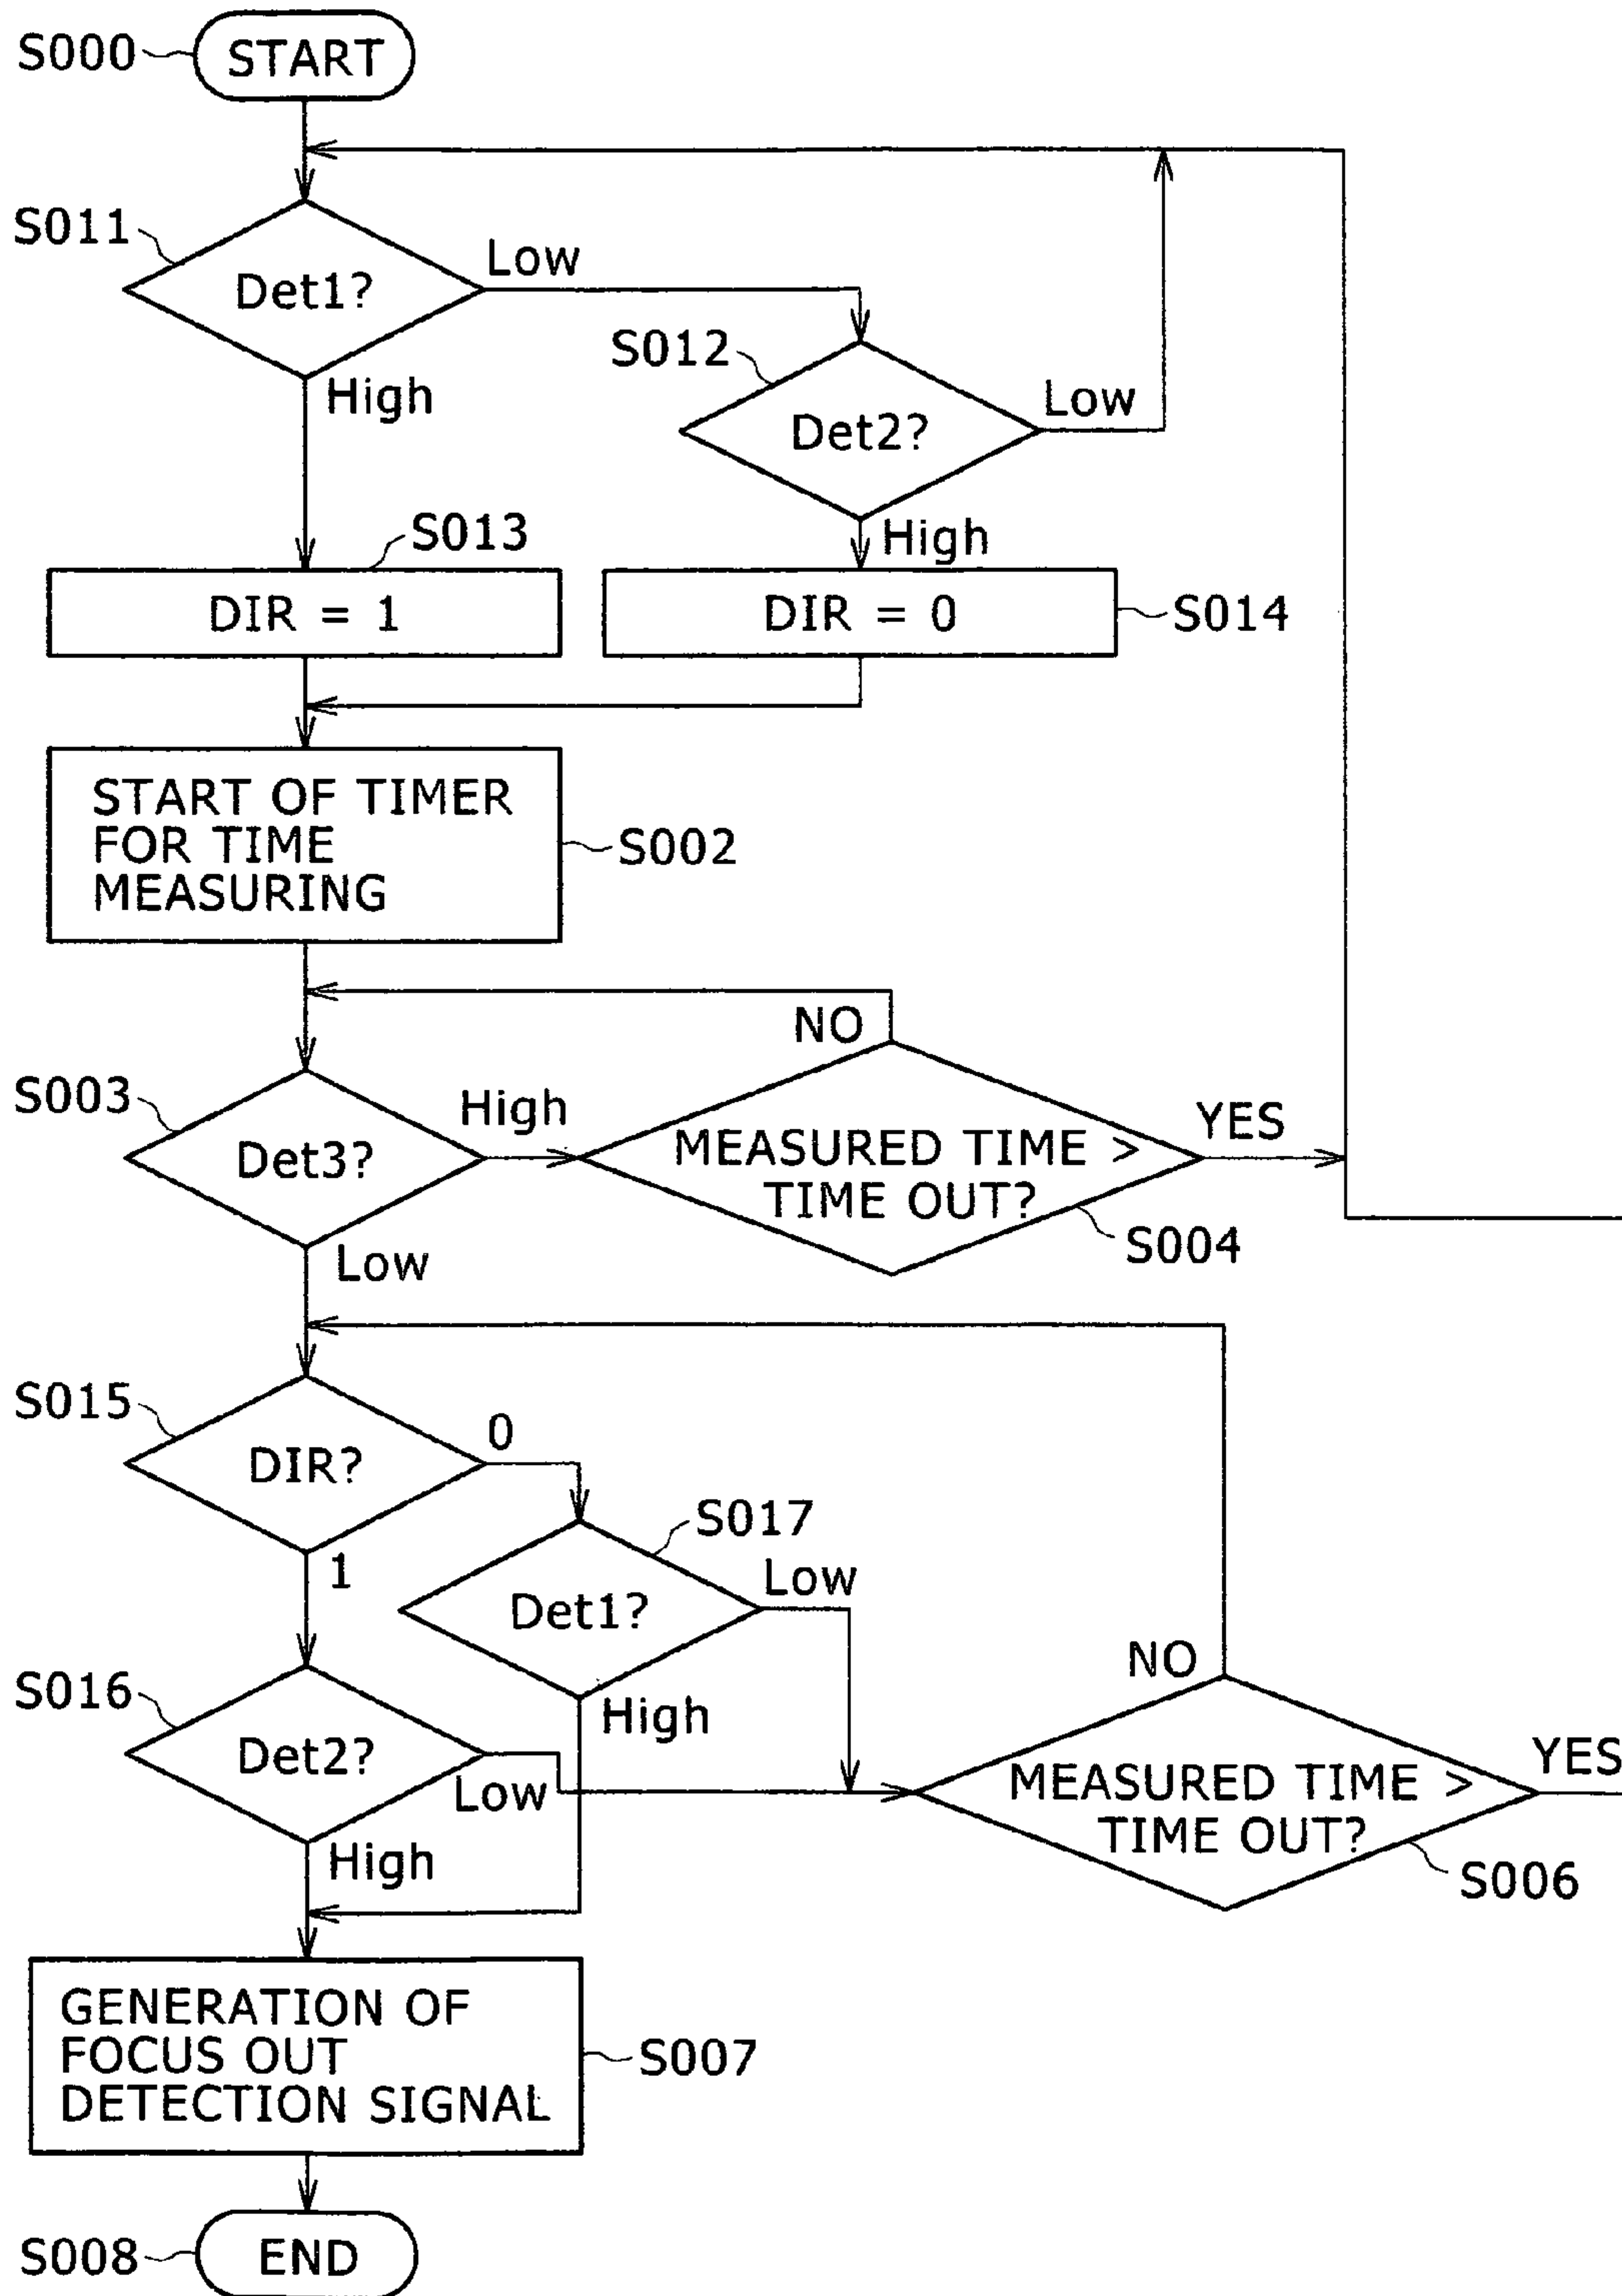 S000
START
S011
Det1?
Low
High
S012
Det2?
Low
High
S013
DIR = 1
DIR = 0
S014
START OF TIMER
FOR TIME
MEASURING
S002
NO
S003
Det3?
High
MEASURED TIME >
TIME OUT?
YES
S004
Low
S015
DIR?
0
1
S017
Det1?
Low
High
S016
Det2?
Low
High
NO
MEASURED TIME >
TIME OUT?
YES
S006
GENERATION OF
FOCUS OUT
DETECTION SIGNAL
S007
S008
END